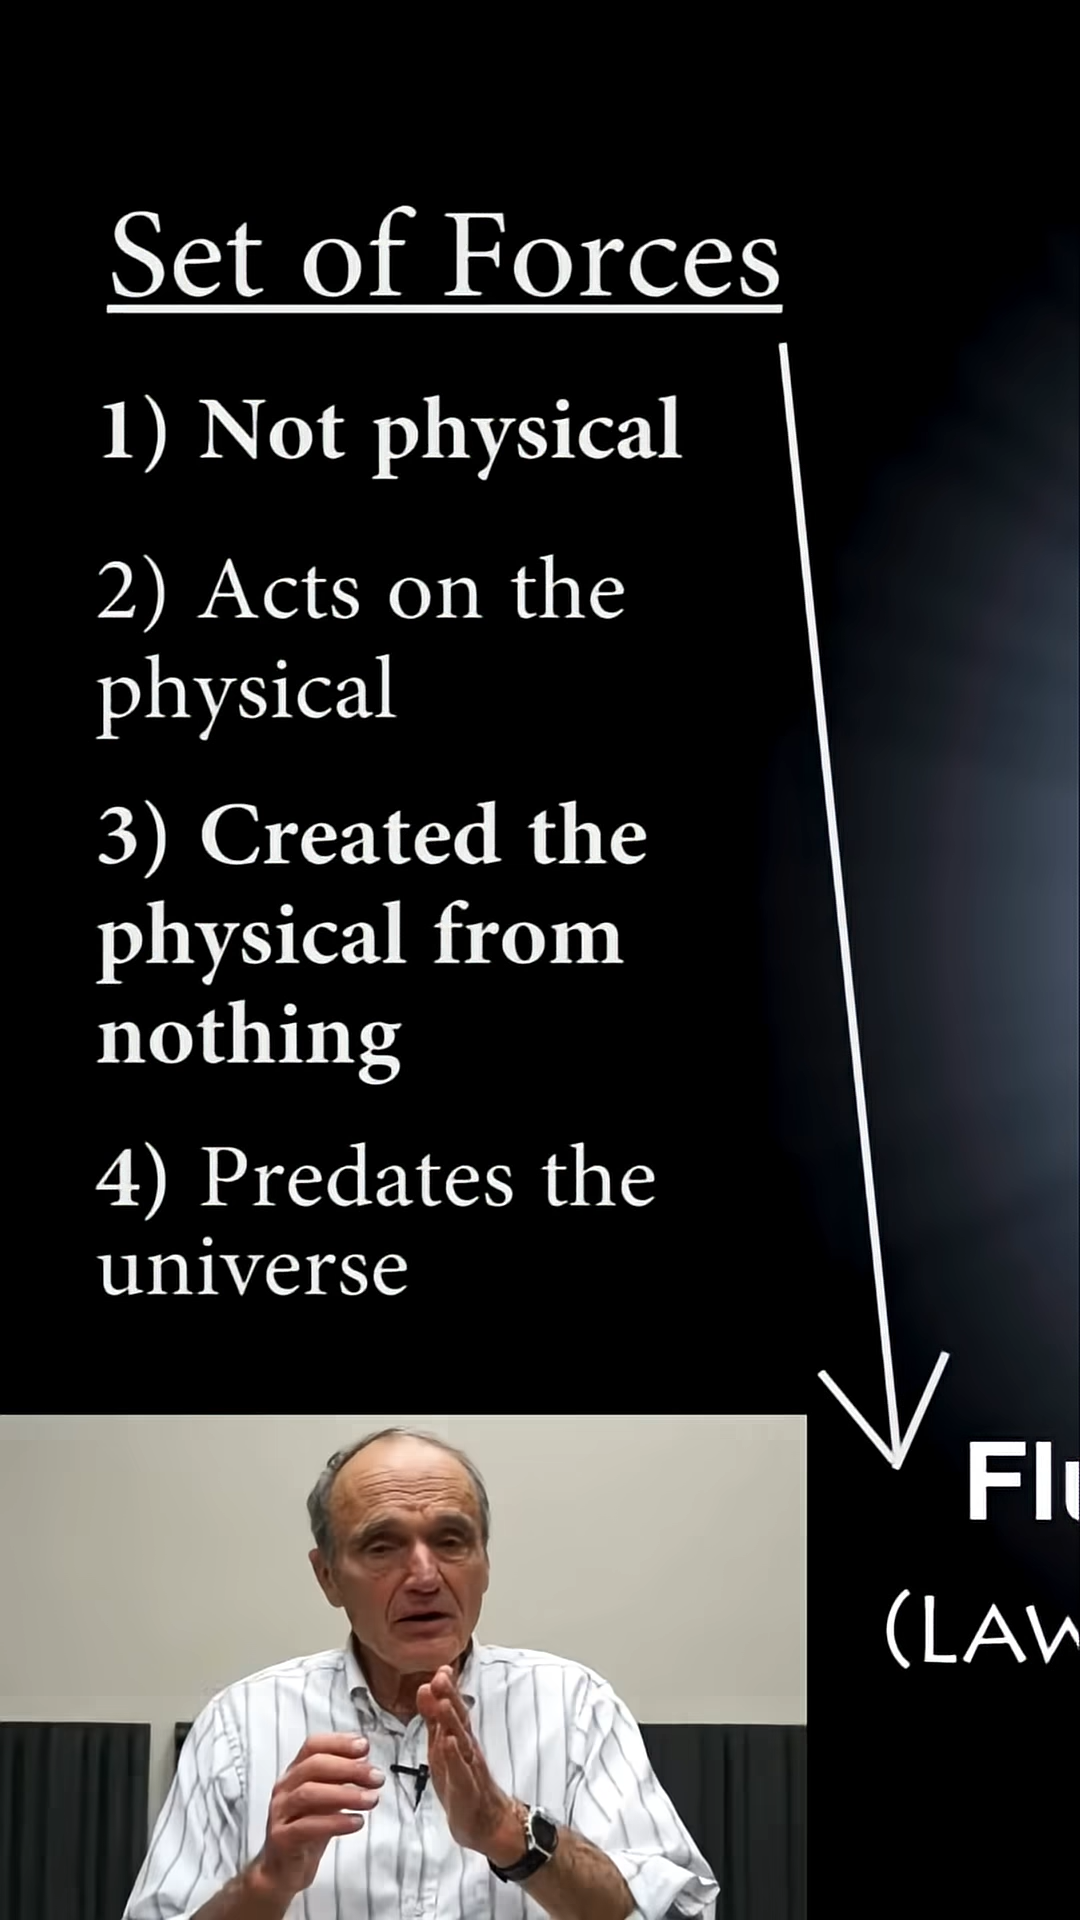 Set of Forces
1) Not physical
2) Acts on the
physical
3) Created the
physical from
nothing
4) Predates the
universe